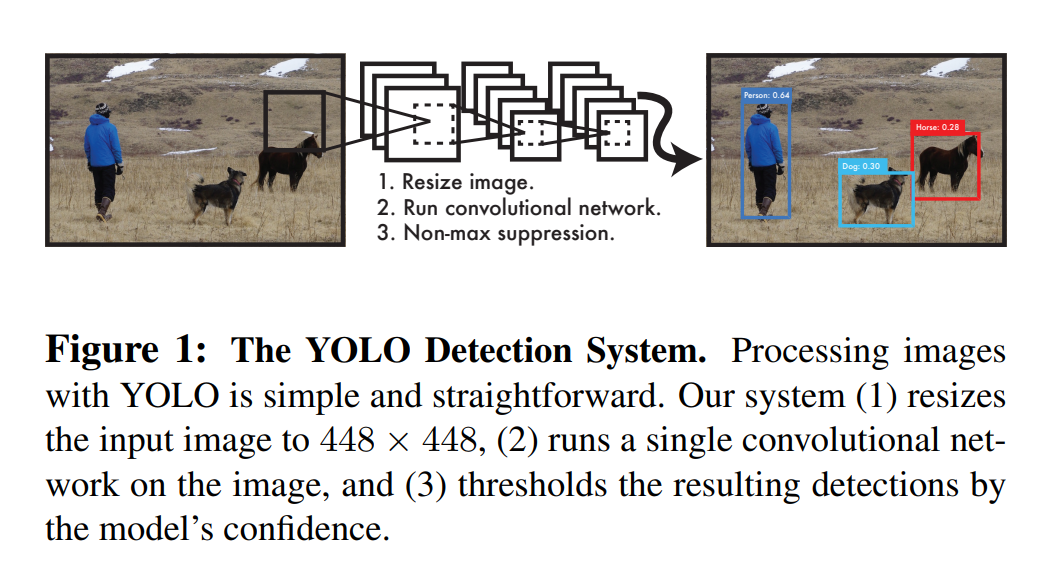 Person: 0.64
Horse: 0.28
Dog: 0.30
1. Resize image.
2. Run convolutional network.
3. Non-max suppression.
Figure 1: The YOLO Detection System. Processing images
with YOLO is simple and straightforward. Our system (1) resizes
the input image to 448 × 448, (2) runs a single convolutional net-
work on the image, and (3) thresholds the resulting detections by
the model's confidence.